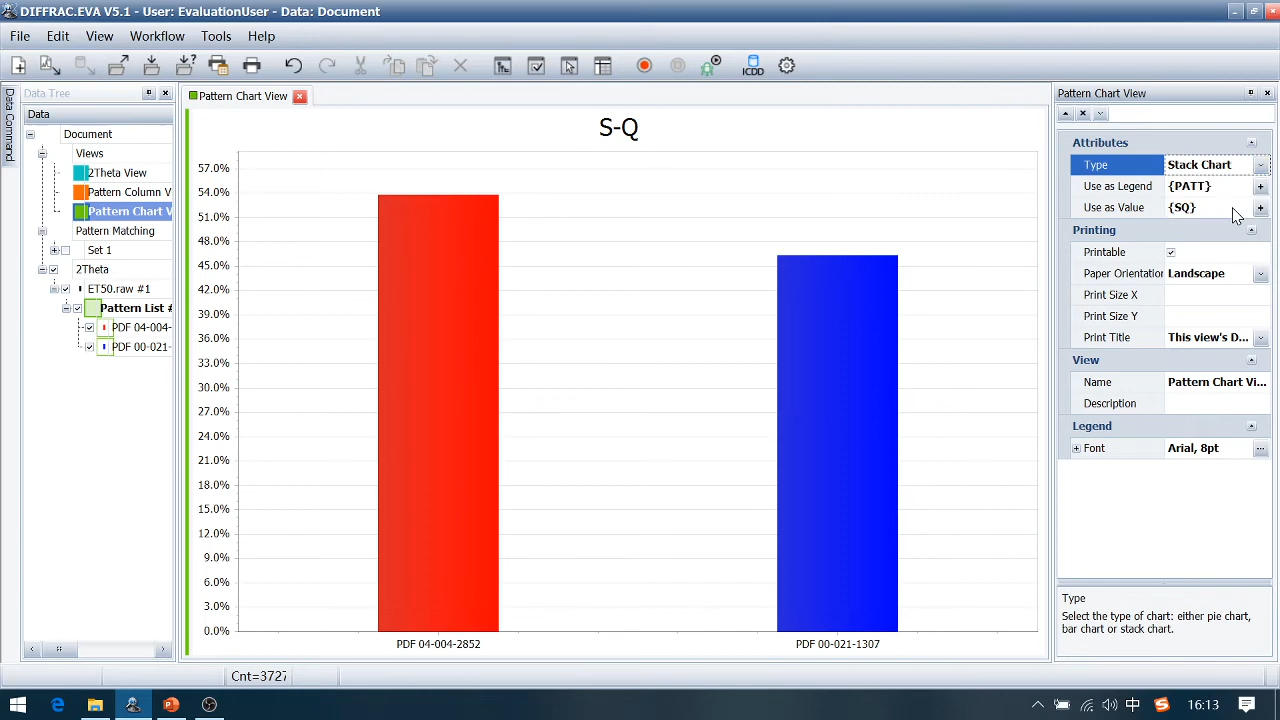 DIFFRAC.EVA V5.1 - User: EvaluationUser - Data: Document
File Edit View Workflow Tools Help
ICDD
Data Command
Data Tree
Data
Document
Views
2Theta View
Pattern Column V
Pattern Chart V
Pattern Matching
Set 1
2Theta
ET50.raw #1
Pattern List #
PDF 04-004-
PDF 00-021-
Pattern Chart View
S-Q
57.0%
54.0%
51.0%
48.0%
45.0%
42.0%
39.0%
36.0%
33.0%
30.0%
27.0%
24.0%
21.0%
18.0%
15.0%
12.0%
9.0%
6.0%
3.0%
0.0%
PDF 04-004-2852
PDF 00-021-1307
Pattern Chart View
Attributes
Type Stack Chart
Use as Legend {PATT}
Use as Value {SQ}
Printing
Printable
Paper Orientation Landscape
Print Size X
Print Size Y
Print Title This view's D...
View
Name Pattern Chart Vi...
Description
Legend
Font Arial, 8pt
Type
Select the type of chart: either pie chart,
bar chart or stack chart.
Cnt=3727
中
16:13